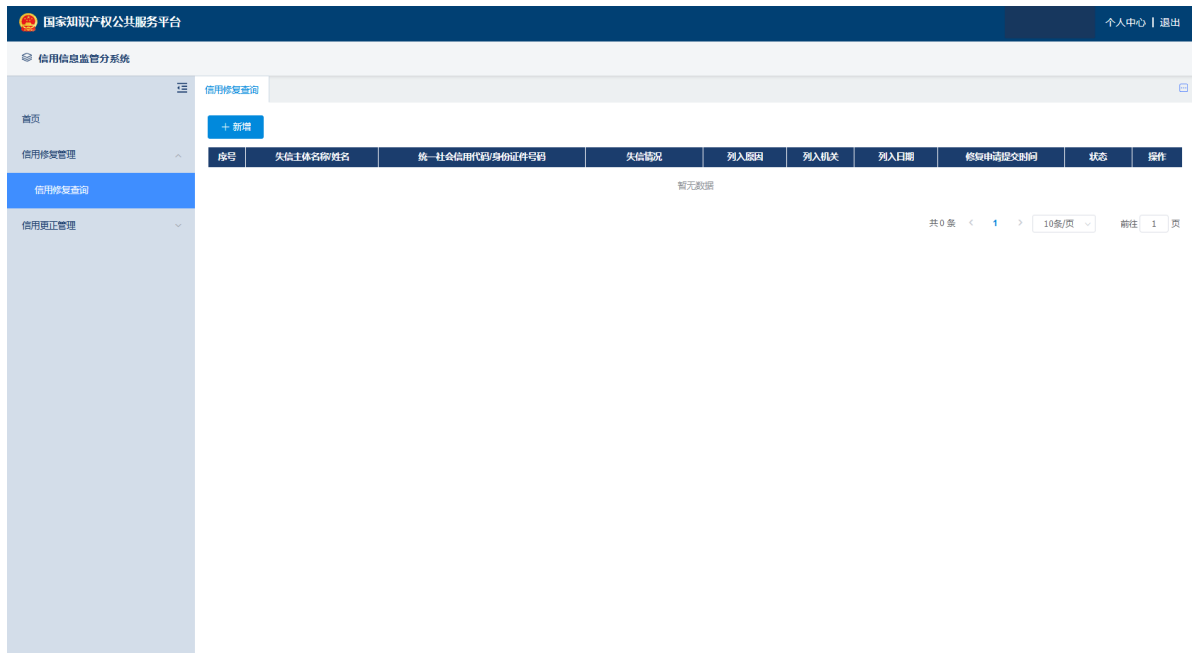 国家知识产权公共服务平台
个人中心 | 退出
信用信息监管分系统
信用修复查询
首页
+ 新增
信用修复管理
序号 失信主体名称/姓名 统一社会信用代码/身份证件号码 失信情况 列入原因 列入机关 列入日期 修复申请提交时间 状态 操作
信用修复查询
暂无数据
信用更正管理
共0条 < 1 > 10条/页 前往 1 页